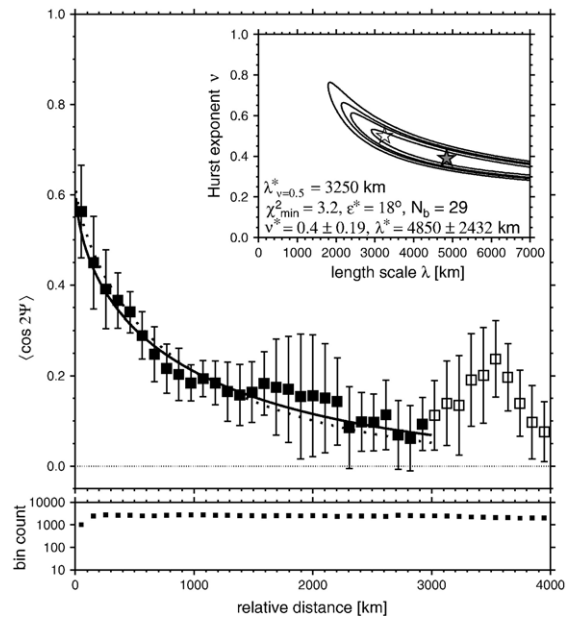 1.0
0.8
0.6
0.4
0.2
0.0
⟨cos 2Ψ⟩
1.0
0.8
0.6
0.4
0.2
0.0
Hurst exponent ν
λ*ν=0.5 = 3250 km
χ²min = 3.2, ε* = 18°, Nb = 29
ν* = 0.4 ± 0.19, λ* = 4850 ± 2432 km
0 1000 2000 3000 4000 5000 6000 7000
length scale λ [km]
10000
1000
100
10
bin count
0 1000 2000 3000 4000
relative distance [km]